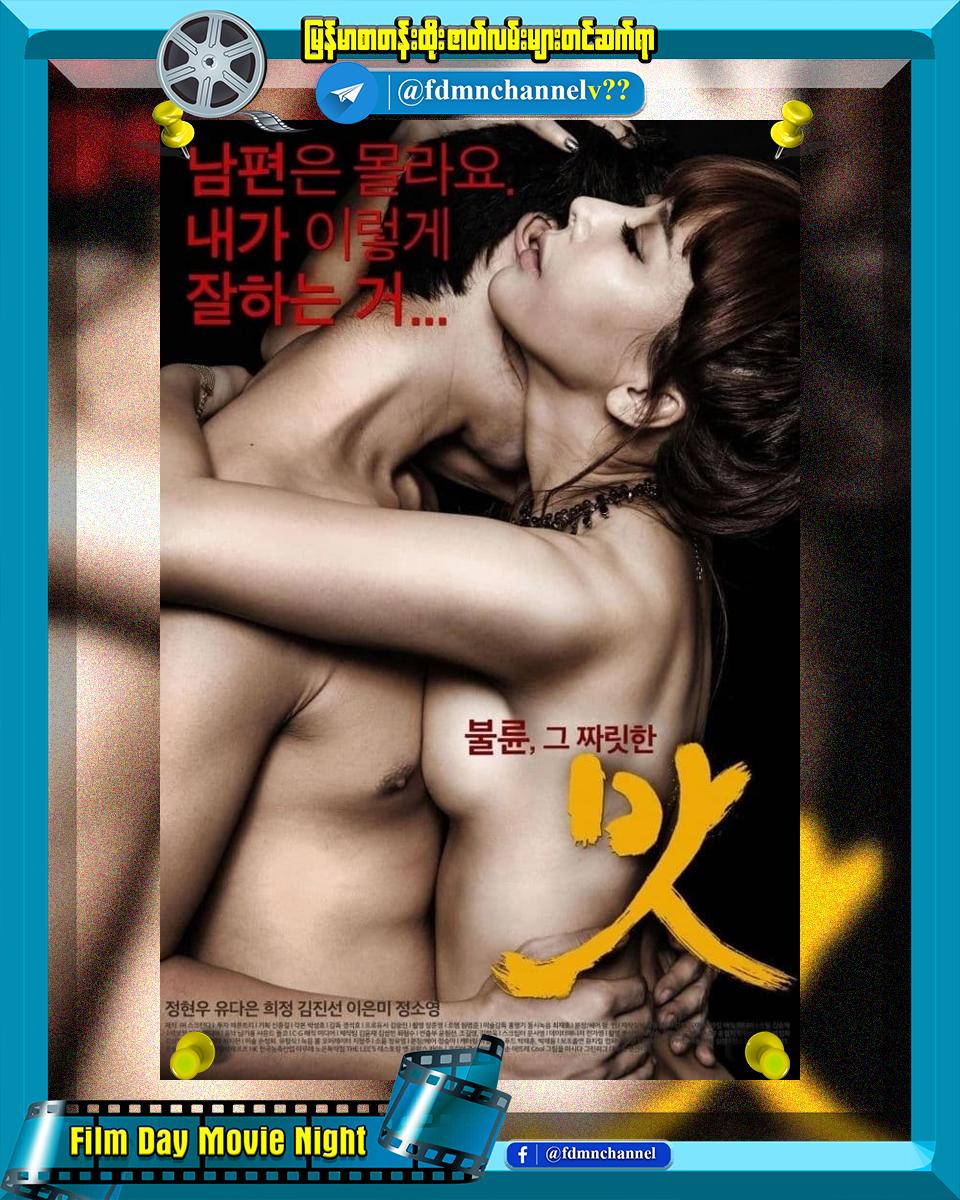 မြန်မာစာတန်းထိုးဇာတ်လမ်းများတင်ဆက်ရာ
@fdmnchannelv??
남편은 몰라요.
내가 이렇게
잘하는 거...
불륜, 그 짜릿한
맛
정현우 유다은 희정 김진선 이은미 정소영
Film Day Movie Night
f @fdmnchannel